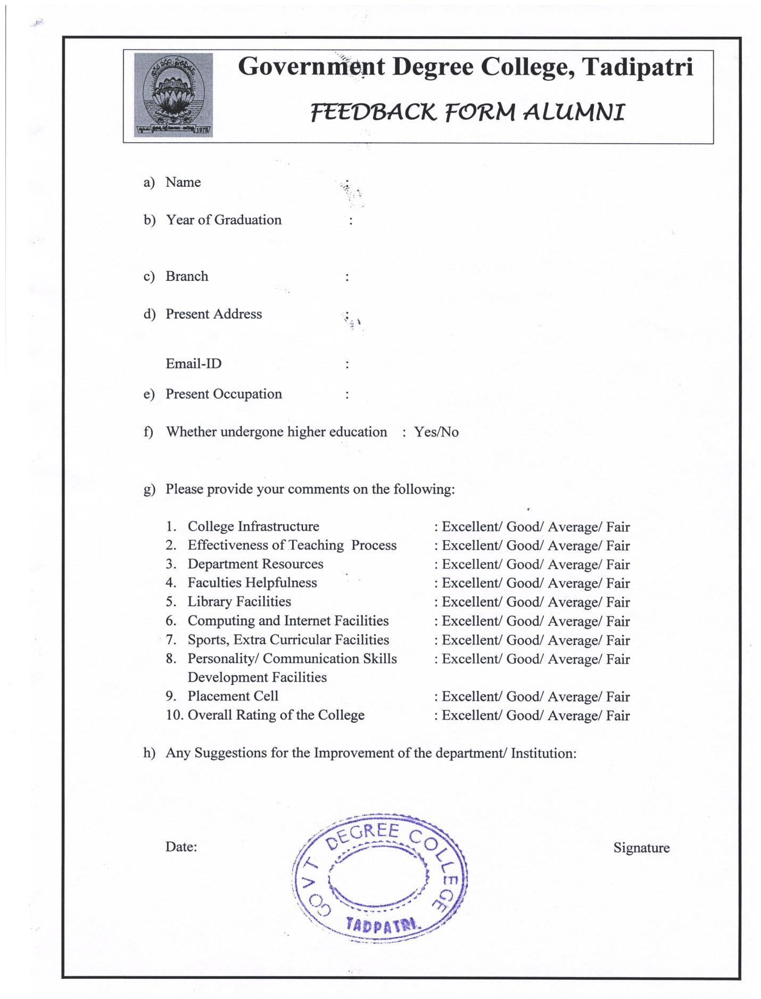 Government Degree College, Tadipatri
FEEDBACK FORM ALUMNI
1978
a) Name :
b) Year of Graduation :
c) Branch :
d) Present Address :
Email-ID :
e) Present Occupation :
f) Whether undergone higher education : Yes/No
g) Please provide your comments on the following:
1. College Infrastructure : Excellent/ Good/ Average/ Fair
2. Effectiveness of Teaching Process : Excellent/ Good/ Average/ Fair
3. Department Resources : Excellent/ Good/ Average/ Fair
4. Faculties Helpfulness : Excellent/ Good/ Average/ Fair
5. Library Facilities : Excellent/ Good/ Average/ Fair
6. Computing and Internet Facilities : Excellent/ Good/ Average/ Fair
7. Sports, Extra Curricular Facilities : Excellent/ Good/ Average/ Fair
8. Personality/ Communication Skills : Excellent/ Good/ Average/ Fair
Development Facilities
9. Placement Cell : Excellent/ Good/ Average/ Fair
10. Overall Rating of the College : Excellent/ Good/ Average/ Fair
h) Any Suggestions for the Improvement of the department/ Institution:
Date: Signature
GOVT DEGREE COLLEGE
TADPATRI.